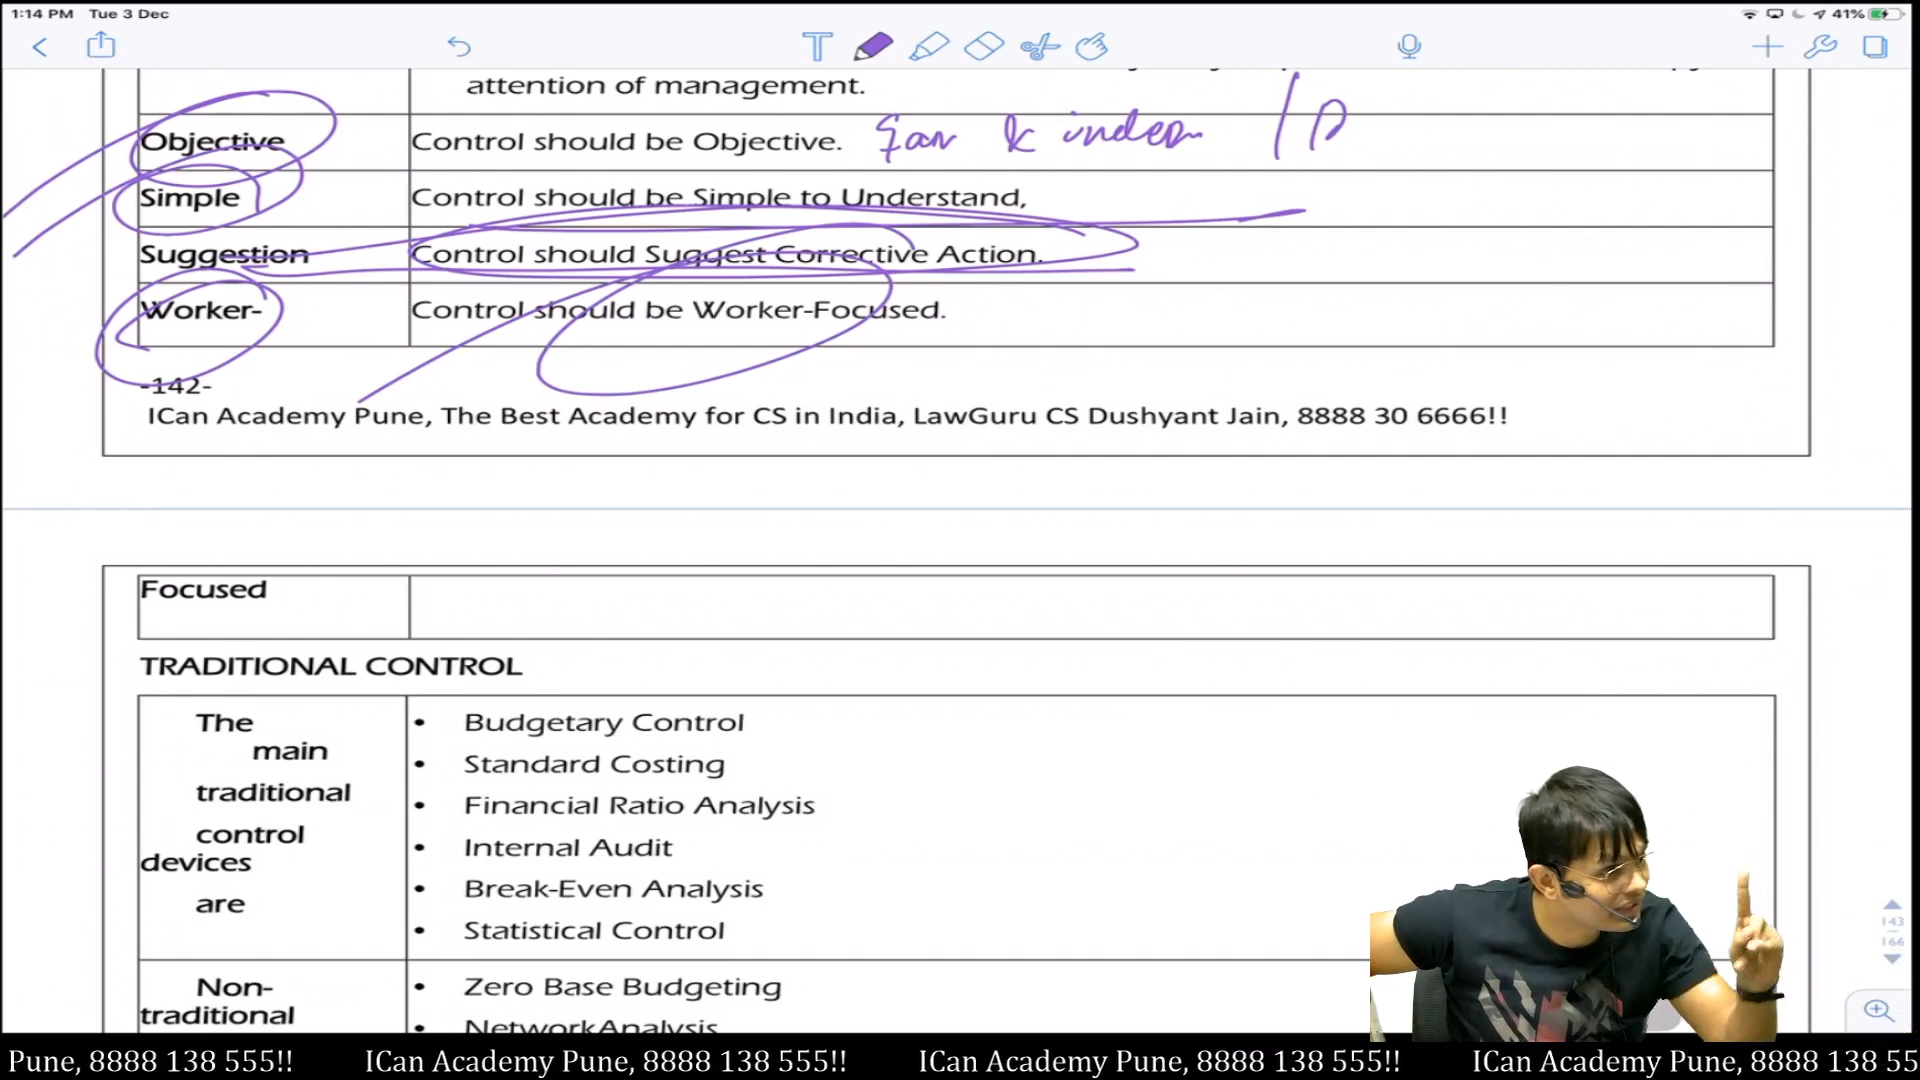 1:14 PM Tue 3 Dec
41%
T
attention of management.
Objective Control should be Objective.
Simple Control should be Simple to Understand,
Suggestion Control should Suggest Corrective Action.
Worker- Control should be Worker-Focused.
-142-
ICan Academy Pune, The Best Academy for CS in India, LawGuru CS Dushyant Jain, 8888 30 6666!!
Focused
TRADITIONAL CONTROL
The
main
traditional
control
devices
are
• Budgetary Control
• Standard Costing
• Financial Ratio Analysis
• Internal Audit
• Break-Even Analysis
• Statistical Control
Non-
traditional
• Zero Base Budgeting
• NetworkAnalysis
143
166
Pune, 8888 138 555!! ICan Academy Pune, 8888 138 555!! ICan Academy Pune, 8888 138 555!! ICan Academy Pune, 8888 138 55